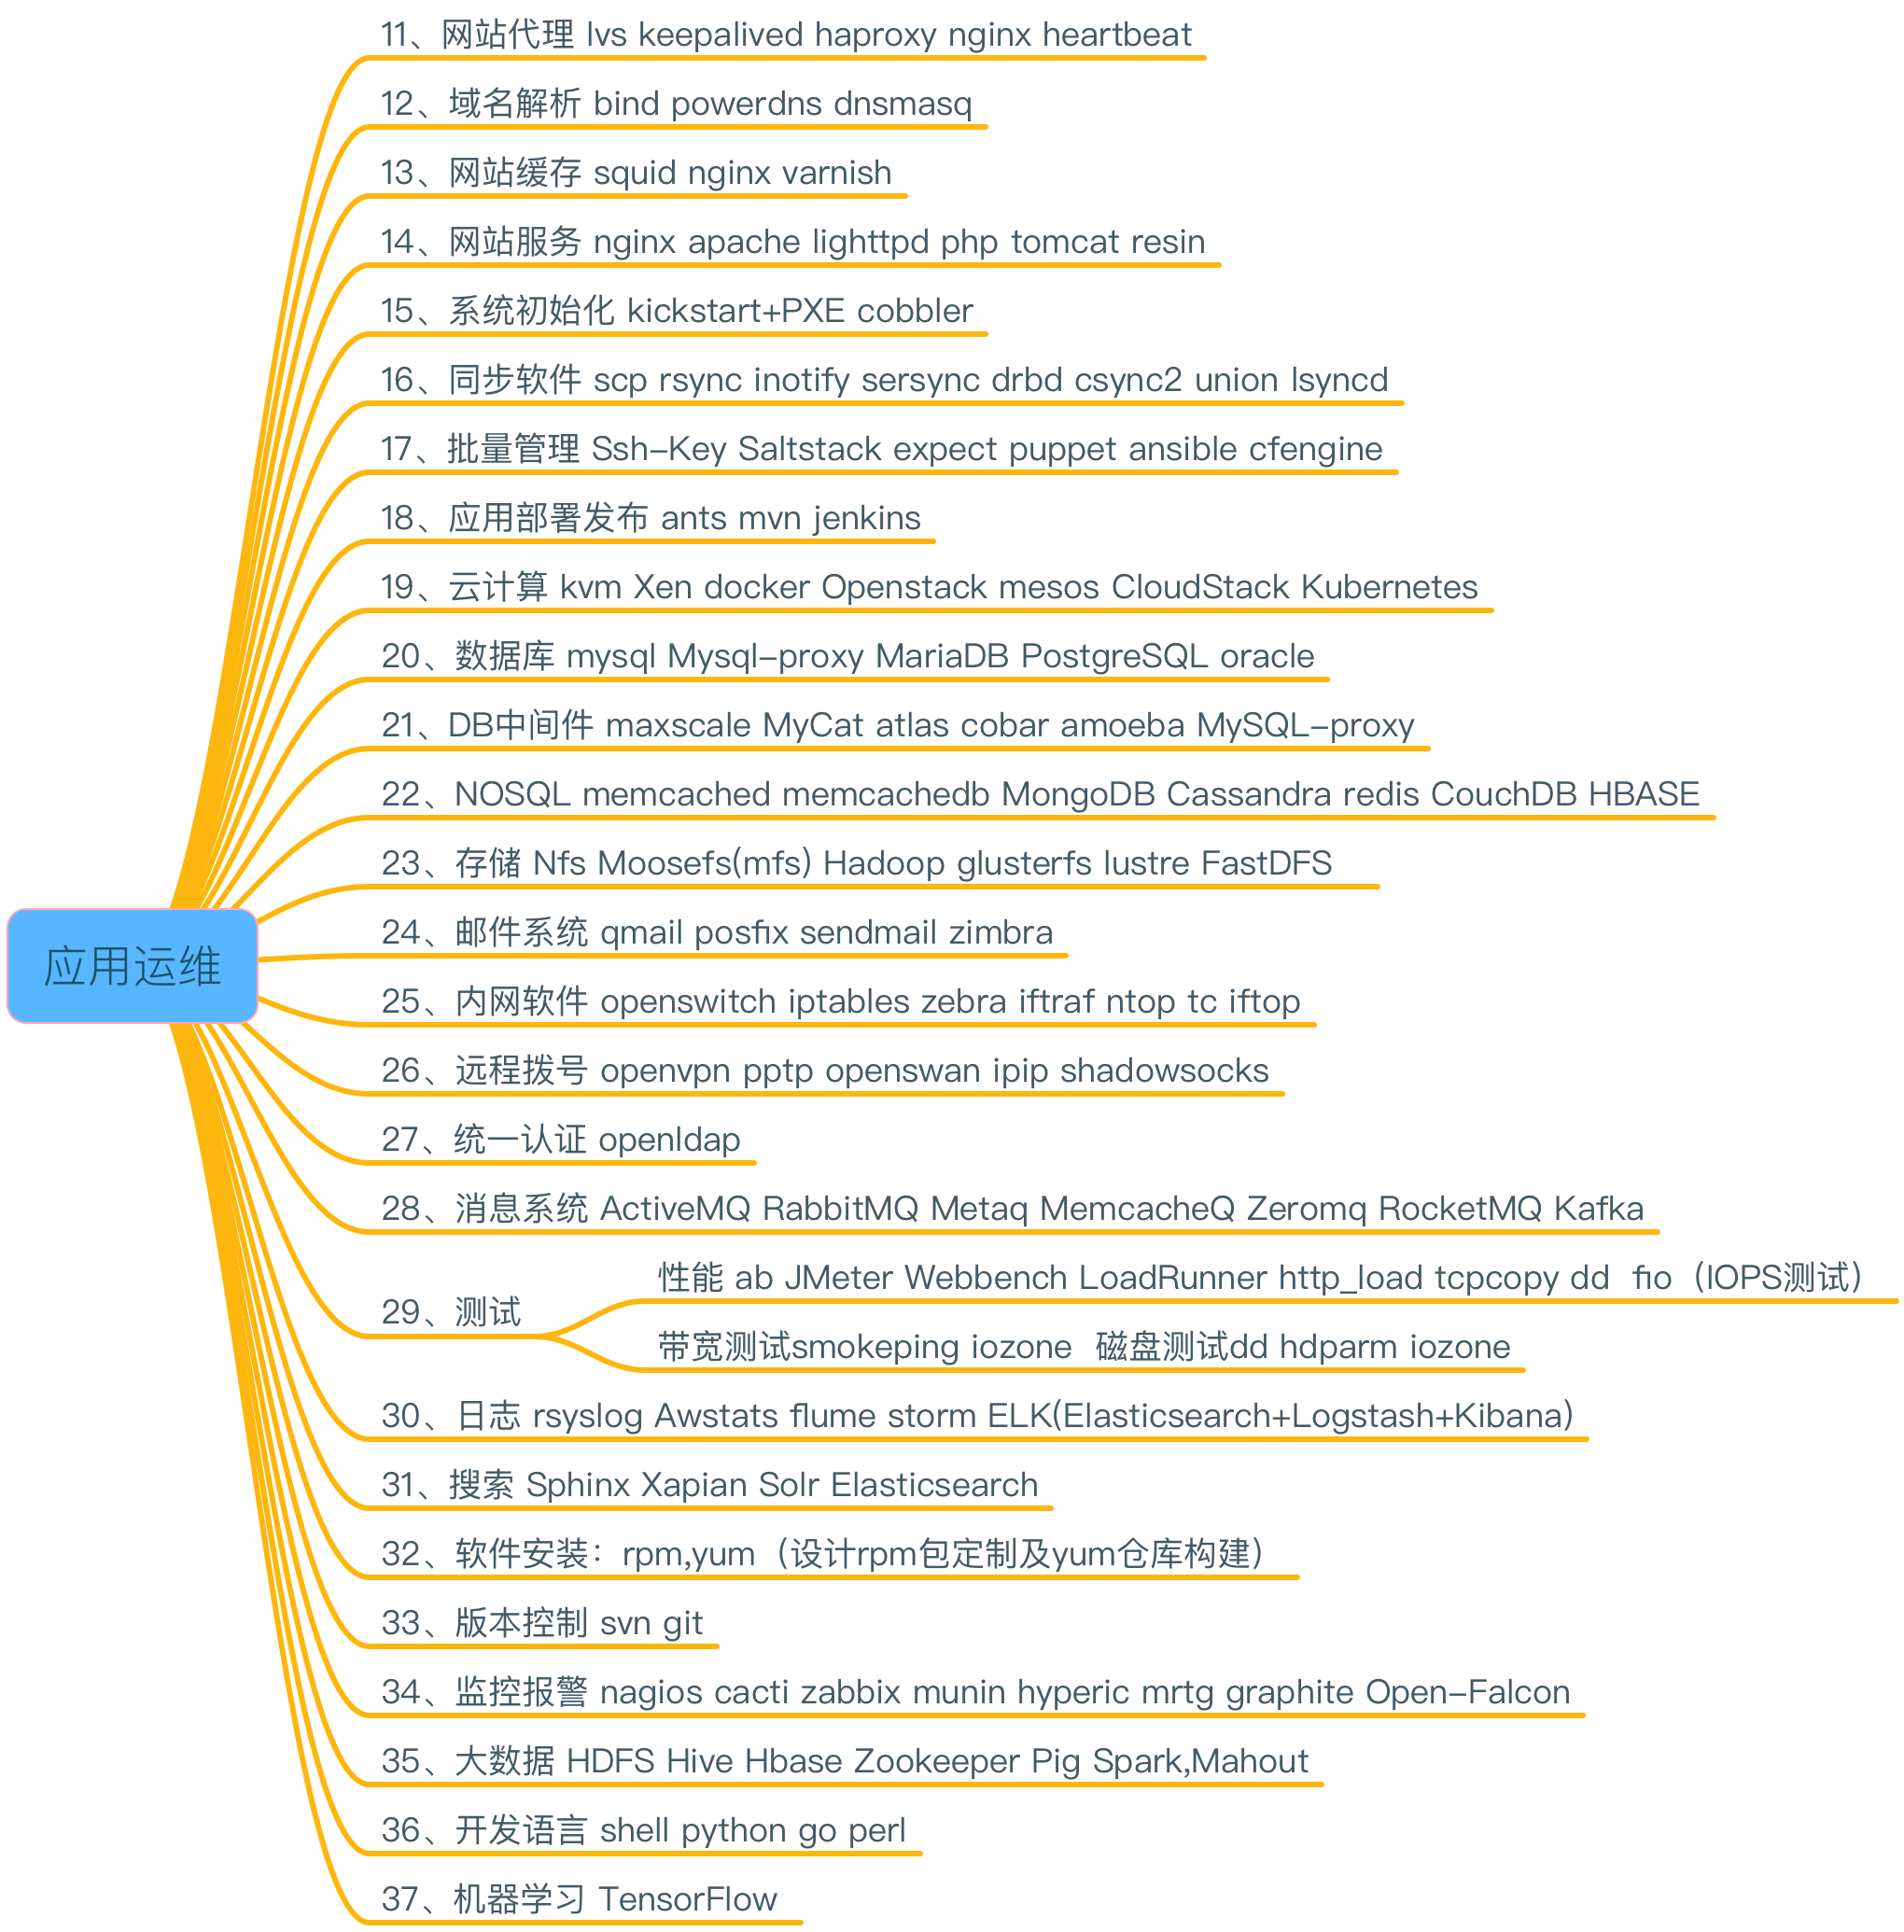 11、网站代理 lvs keepalived haproxy nginx heartbeat
12、域名解析 bind powerdns dnsmasq
13、网站缓存 squid nginx varnish
14、网站服务 nginx apache lighttpd php tomcat resin
15、系统初始化 kickstart+PXE cobbler
16、同步软件 scp rsync inotify sersync drbd csync2 union lsyncd
17、批量管理 Ssh-Key Saltstack expect puppet ansible cfengine
18、应用部署发布 ants mvn jenkins
19、云计算 kvm Xen docker Openstack mesos CloudStack Kubernetes
20、数据库 mysql Mysql-proxy MariaDB PostgreSQL oracle
21、DB中间件 maxscale MyCat atlas cobar amoeba MySQL-proxy
22、NOSQL memcached memcachedb MongoDB Cassandra redis CouchDB HBASE
23、存储 Nfs Moosefs(mfs) Hadoop glusterfs lustre FastDFS
应用运维
24、邮件系统 qmail posfix sendmail zimbra
25、内网软件 openswitch iptables zebra iftraf ntop tc iftop
26、远程拨号 openvpn pptp openswan ipip shadowsocks
27、统一认证 openldap
28、消息系统 ActiveMQ RabbitMQ Metaq MemcacheQ Zeromq RocketMQ Kafka
29、测试
性能 ab JMeter Webbench LoadRunner http_load tcpcopy dd  fio（IOPS测试）
带宽测试smokeping iozone  磁盘测试dd hdparm iozone
30、日志 rsyslog Awstats flume storm ELK(Elasticsearch+Logstash+Kibana)
31、搜索 Sphinx Xapian Solr Elasticsearch
32、软件安装：rpm,yum（设计rpm包定制及yum仓库构建）
33、版本控制 svn git
34、监控报警 nagios cacti zabbix munin hyperic mrtg graphite Open-Falcon
35、大数据 HDFS Hive Hbase Zookeeper Pig Spark,Mahout
36、开发语言 shell python go perl
37、机器学习 TensorFlow